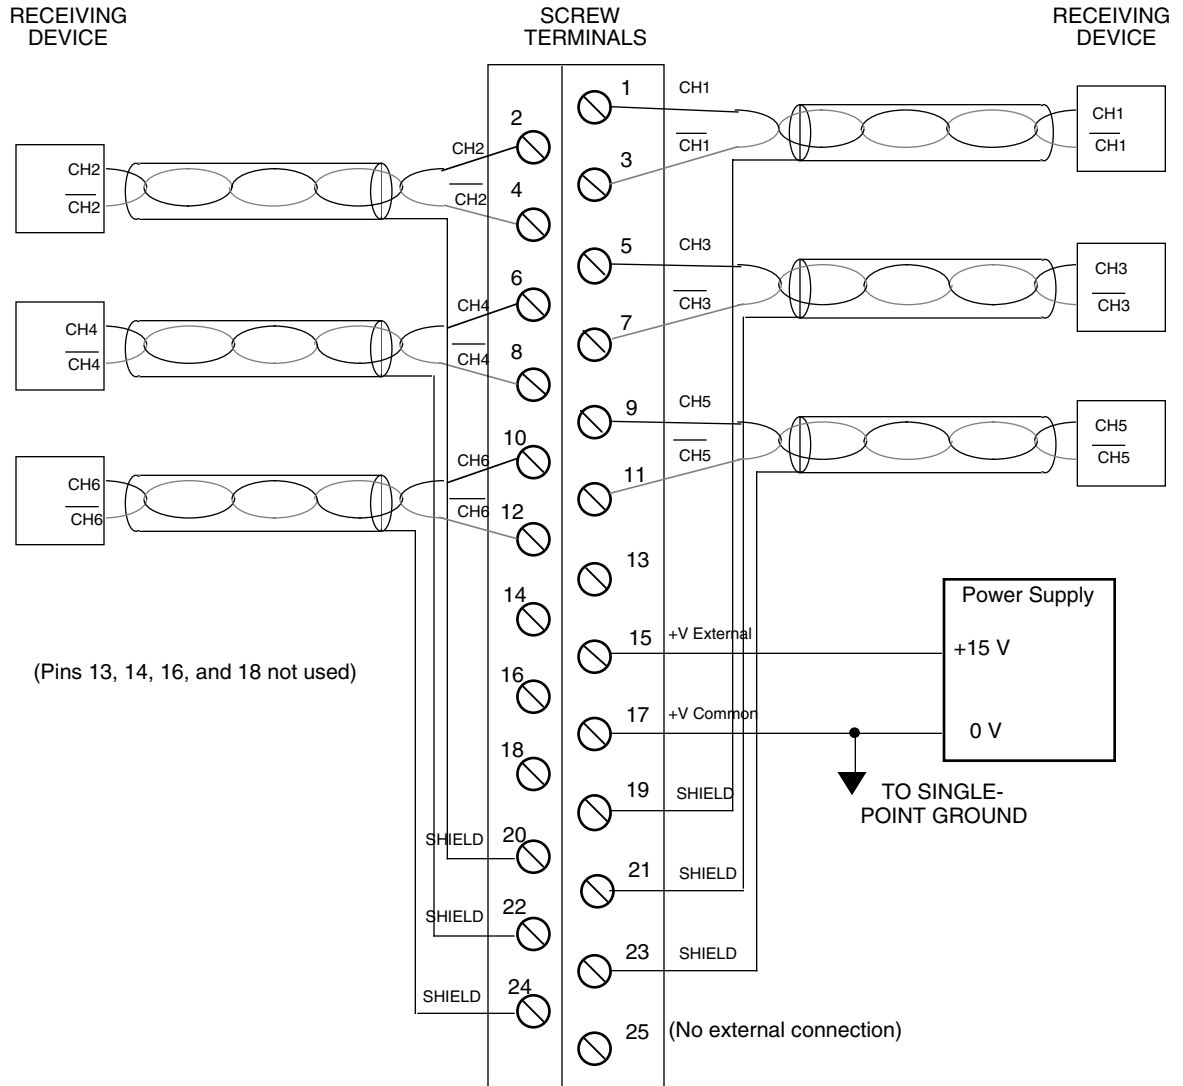 RECEIVING
DEVICE
SCREW
TERMINALS
RECEIVING
DEVICE
1
CH1
CH1
2
CH2
CH1
CH1
3
CH2
CH2
4
CH2
5
CH3
CH3
6
CH4
CH3
CH3
7
CH4
CH4
8
CH4
9
CH5
CH5
10
CH6
CH5
CH5
11
CH6
CH6
12
CH6
13
14
Power Supply
15
+V External
+15 V
(Pins 13, 14, 16, and 18 not used)
16
17
+V Common
0 V
18
19
SHIELD
TO SINGLE-
POINT GROUND
20
SHIELD
21
SHIELD
22
SHIELD
23
SHIELD
24
SHIELD
25
(No external connection)